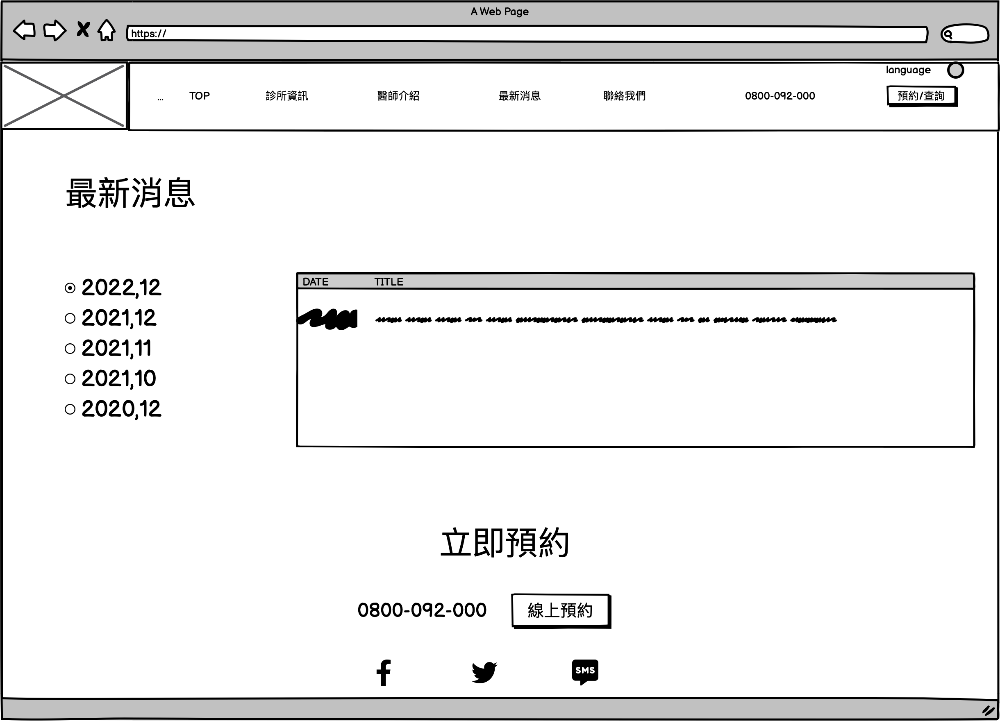 A Web Page
https://
language
... TOP 診所資訊 醫師介紹 最新消息 聯絡我們 0800-092-000 預約/查詢
最新消息
DATE TITLE
2022,12
2021,12
2021,11
2021,10
2020,12
立即預約
0800-092-000 線上預約
SMS